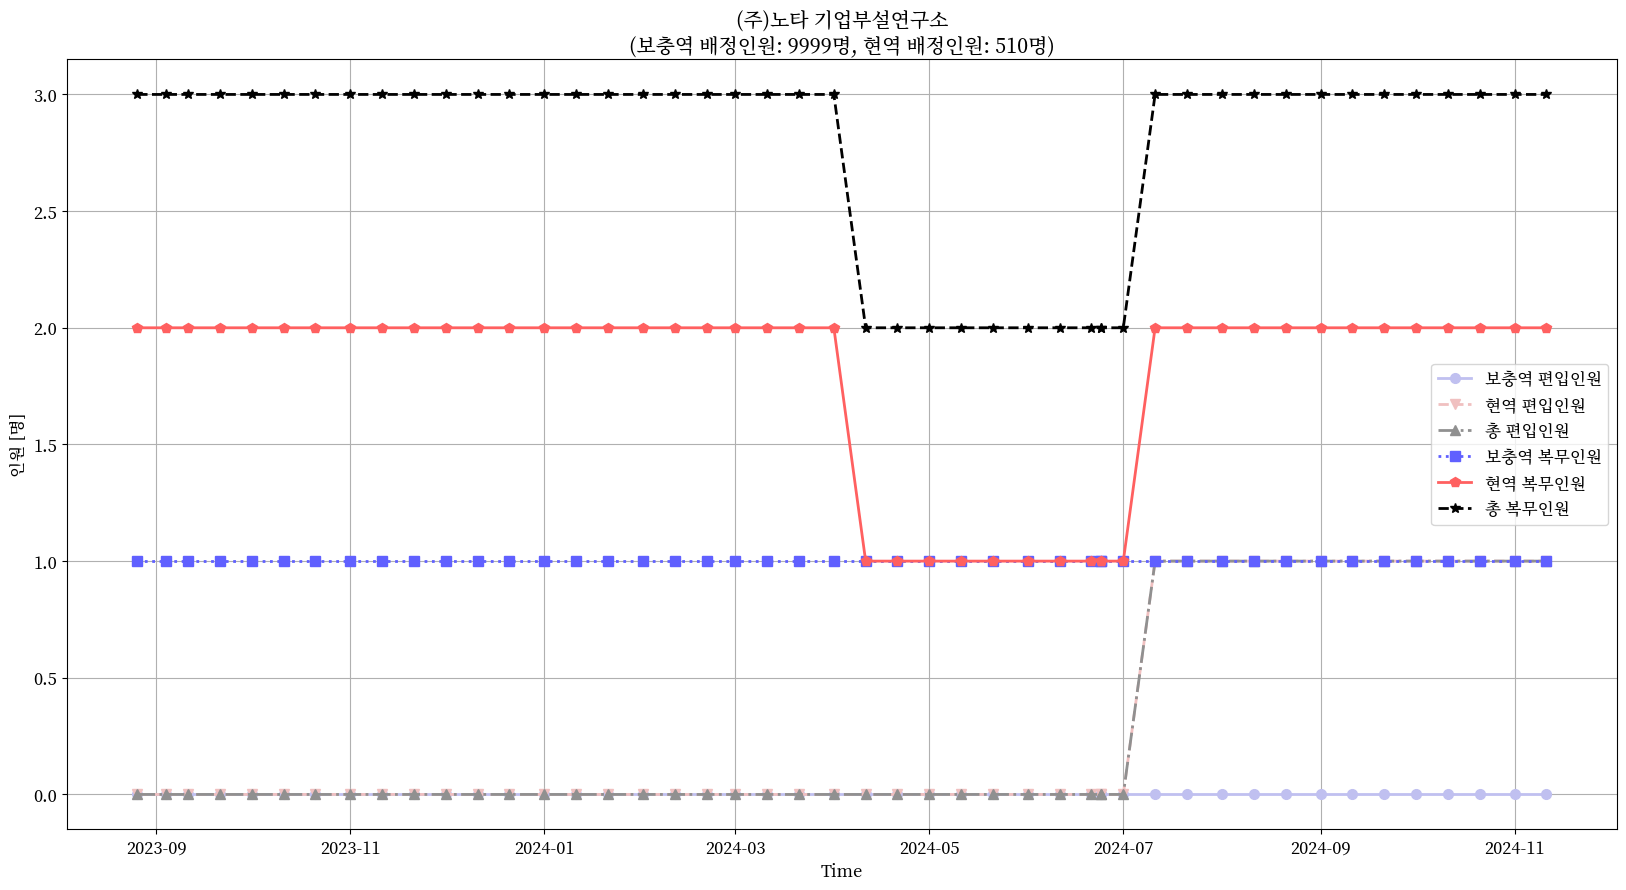 (주)노타 기업부설연구소
(보충역 배정인원: 9999명, 현역 배정인원: 510명)
3.0
2.5
2.0
1.5
1.0
0.5
0.0
인원 [명]
보충역 편입인원
현역 편입인원
총 편입인원
보충역 복무인원
현역 복무인원
총 복무인원
2023-09 2023-11 2024-01 2024-03 2024-05 2024-07 2024-09 2024-11
Time